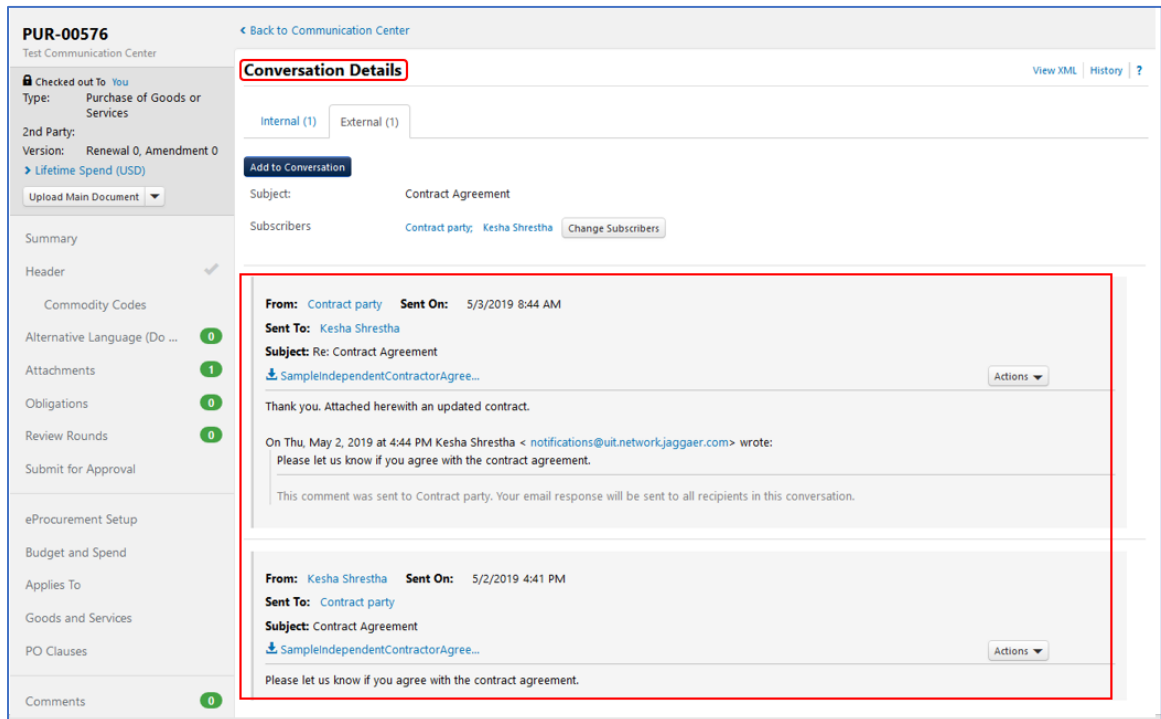 PUR-00576
Test Communication Center
Checked out To You
Type: Purchase of Goods or
Services
2nd Party:
Version: Renewal 0, Amendment 0
Lifetime Spend (USD)
Upload Main Document
Summary
Header
Commodity Codes
Alternative Language (Do ... 0
Attachments 1
Obligations 0
Review Rounds 0
Submit for Approval
eProcurement Setup
Budget and Spend
Applies To
Goods and Services
PO Clauses
Comments 0
Back to Communication Center
Conversation Details
View XML History ?
Internal (1) External (1)
Add to Conversation
Subject: Contract Agreement
Subscribers Contract party; Kesha Shrestha Change Subscribers
From: Contract party Sent On: 5/3/2019 8:44 AM
Sent To: Kesha Shrestha
Subject: Re: Contract Agreement
SampleIndependentContractorAgree...
Actions
Thank you. Attached herewith an updated contract.
On Thu, May 2, 2019 at 4:44 PM Kesha Shrestha < notifications@uit.network.jaggaer.com> wrote:
Please let us know if you agree with the contract agreement.
This comment was sent to Contract party. Your email response will be sent to all recipients in this conversation.
From: Kesha Shrestha Sent On: 5/2/2019 4:41 PM
Sent To: Contract party
Subject: Contract Agreement
SampleIndependentContractorAgree...
Actions
Please let us know if you agree with the contract agreement.